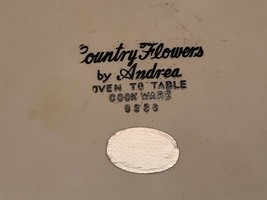 Country Flowers
by Andrea
OVEN TO TABLE
COOK WARE